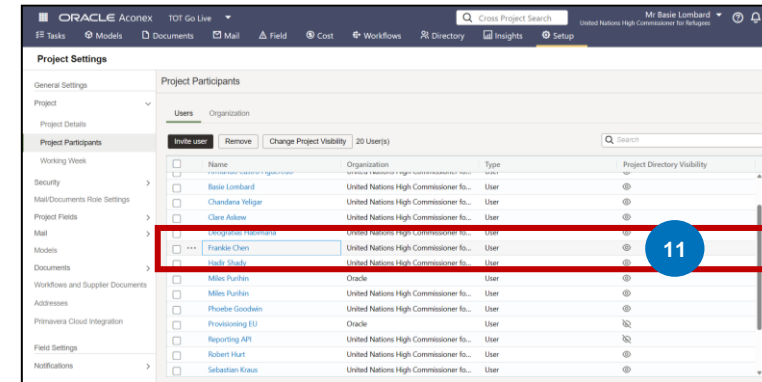 ORACLE Aconex TOT Go Live Cross Project Search Mr Basie Lombard
United Nations High Commissioner for Refugees
Tasks Models Documents Mail Field Cost Workflows Directory Insights Setup
Project Settings
General Settings
Project
Project Details
Project Participants
Working Week
Security
Mail/Documents Role Settings
Project Fields
Mail
Models
Documents
Workflows and Supplier Documents
Addresses
Primavera Cloud Integration
Field Settings
Notifications
Project Participants
Users Organization
Invite user Remove Change Project Visibility 20 User(s) Search
Name Organization Type Project Directory Visibility
Basie Lombard United Nations High Commissioner fo... User
Chandana Yeligar United Nations High Commissioner fo... User
Clare Askew United Nations High Commissioner fo... User
Deogratias Habimana United Nations High Commissioner fo... User
Frankie Chen United Nations High Commissioner fo... User
11
Hadir Shady United Nations High Commissioner fo... User
Miles Purihin Oracle User
Miles Purihin United Nations High Commissioner fo... User
Phoebe Goodwin United Nations High Commissioner fo... User
Provisioning EU Oracle User
Reporting API United Nations High Commissioner fo... User
Robert Hurt United Nations High Commissioner fo... User
Sebastian Kraus United Nations High Commissioner fo... User